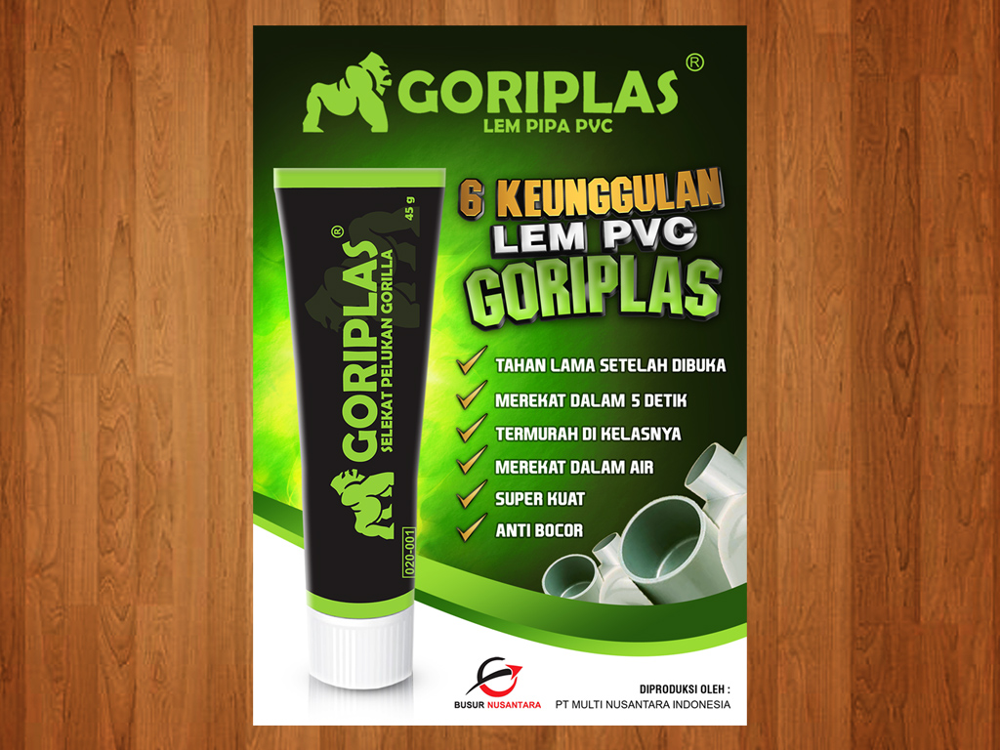 GORIPLAS ®
LEM PIPA PVC
6 KEUNGGULAN
LEM PVC
GORIPLAS
45 g
GORIPLAS ®
SELEKAT PELUKAN GORILLA
020-001
TAHAN LAMA SETELAH DIBUKA
MEREKAT DALAM 5 DETIK
TERMURAH DI KELASNYA
MEREKAT DALAM AIR
SUPER KUAT
ANTI BOCOR
BUSUR NUSANTARA
DIPRODUKSI OLEH :
PT MULTI NUSANTARA INDONESIA